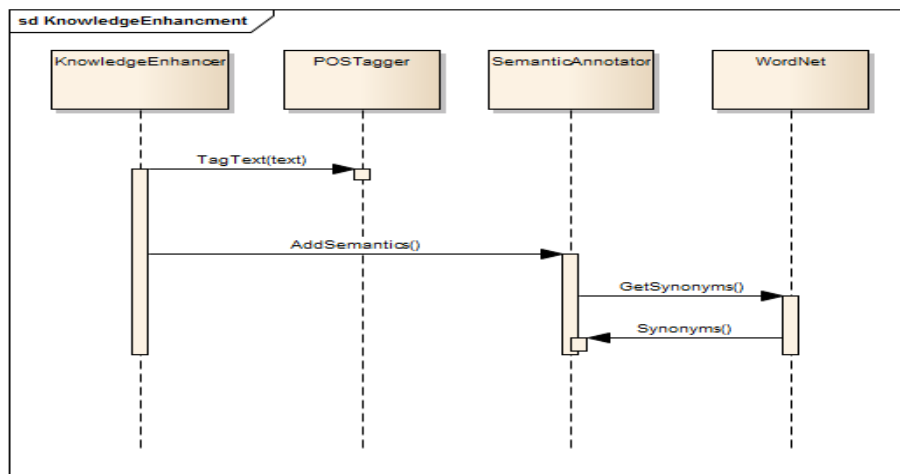 sd KnowledgeEnhancment
KnowledgeEnhancer
POSTagger
SemanticAnnotator
WordNet
TagText(text)
AddSemantics()
GetSynonyms()
Synonyms()